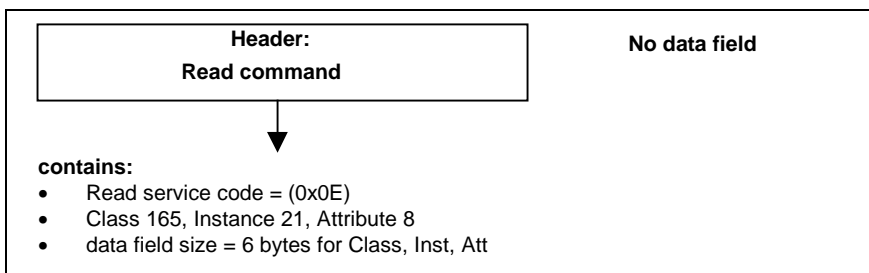 Header:
No data field
Read command
contains:
• Read service code = (0x0E)
• Class 165, Instance 21, Attribute 8
• data field size = 6 bytes for Class, Inst, Att